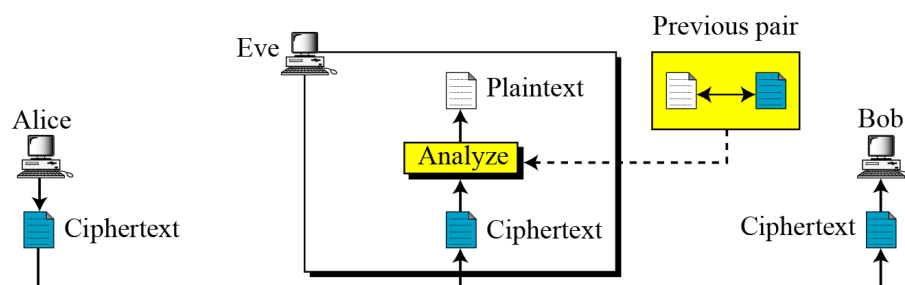 Previous pair
Eve
Plaintext
Alice
Bob
Analyze
Ciphertext
Ciphertext
Ciphertext